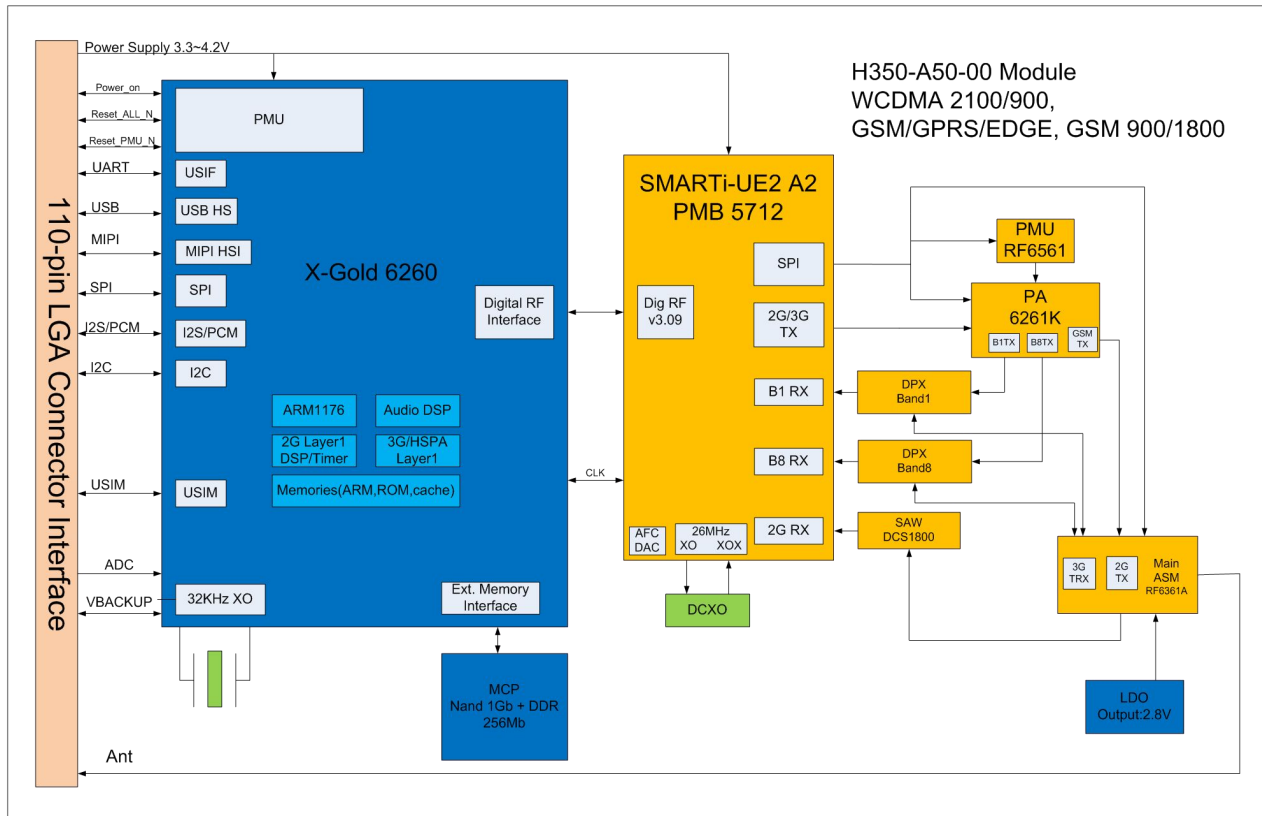 Power Supply 3.3~4.2V
H350-A50-00 Module
WCDMA 2100/900,
GSM/GPRS/EDGE, GSM 900/1800
110-pin LGA Connector Interface
Power_on
Reset_ALL_N
Reset_PMU_N
UART
USB
MIPI
SPI
I2S/PCM
I2C
USIM
ADC
VBACKUP
Ant
PMU
USIF
USB HS
MIPI HSI
SPI
I2S/PCM
I2C
USIM
32KHz XO
X-Gold 6260
Digital RF
Interface
ARM1176
Audio DSP
2G Layer1
DSP/Timer
3G/HSPA
Layer1
Memories(ARM,ROM,cache)
Ext. Memory
Interface
MCP
Nand 1Gb + DDR
256Mb
CLK
SMARTi-UE2 A2
PMB 5712
SPI
Dig RF
v3.09
2G/3G
TX
B1 RX
B8 RX
2G RX
AFC
DAC
26MHz
XO XOX
DCXO
PMU
RF6561
PA
6261K
B1TX
B8TX
GSM
TX
DPX
Band1
DPX
Band8
SAW
DCS1800
3G
TRX
2G
TX
Main
ASM
RF6361A
LDO
Output:2.8V